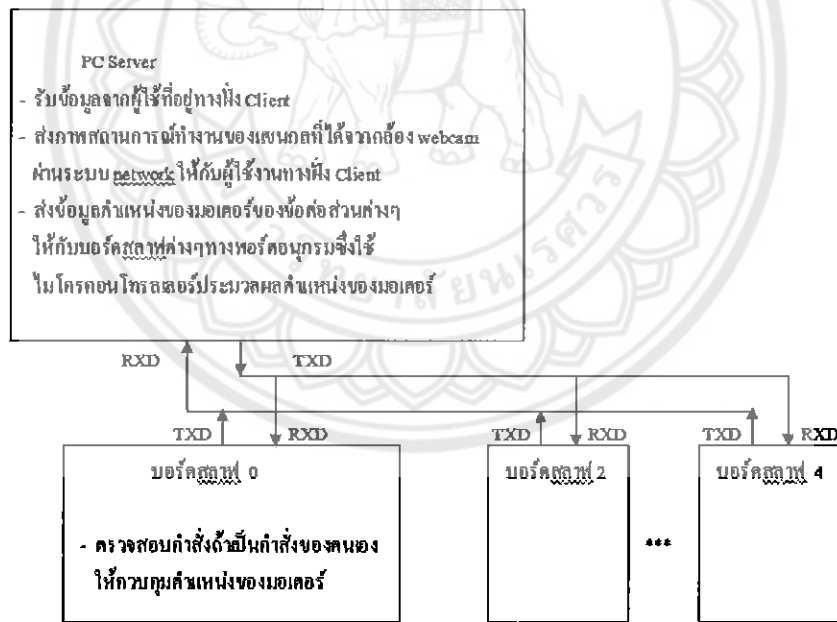 PC Server
- รับข้อมูลจากผู้ใช้ที่อยู่ทางฝั่ง Client
- ส่งภาพสถานการณ์ทำงานของแขนกลที่ได้จากกล้อง webcam
ผ่านระบบ network ให้กับผู้ใช้งานทางฝั่ง Client
- ส่งข้อมูลตำแหน่งของมอเตอร์ของข้อต่อส่วนต่างๆ
ให้กับบอร์ดสลาฟต่างๆทางพอร์ตอนุกรมซึ่งใช้
ไมโครคอนโทรลเลอร์ประมวลผลตำแหน่งของมอเตอร์
RXD TXD
TXD RXD TXD RXD TXD RXD
บอร์ดสลาฟ 0 บอร์ดสลาฟ 2 บอร์ดสลาฟ 4
- ตรวจสอบคำสั่งถ้าเป็นคำสั่งของตนเอง
ให้ควบคุมตำแหน่งของมอเตอร์
***